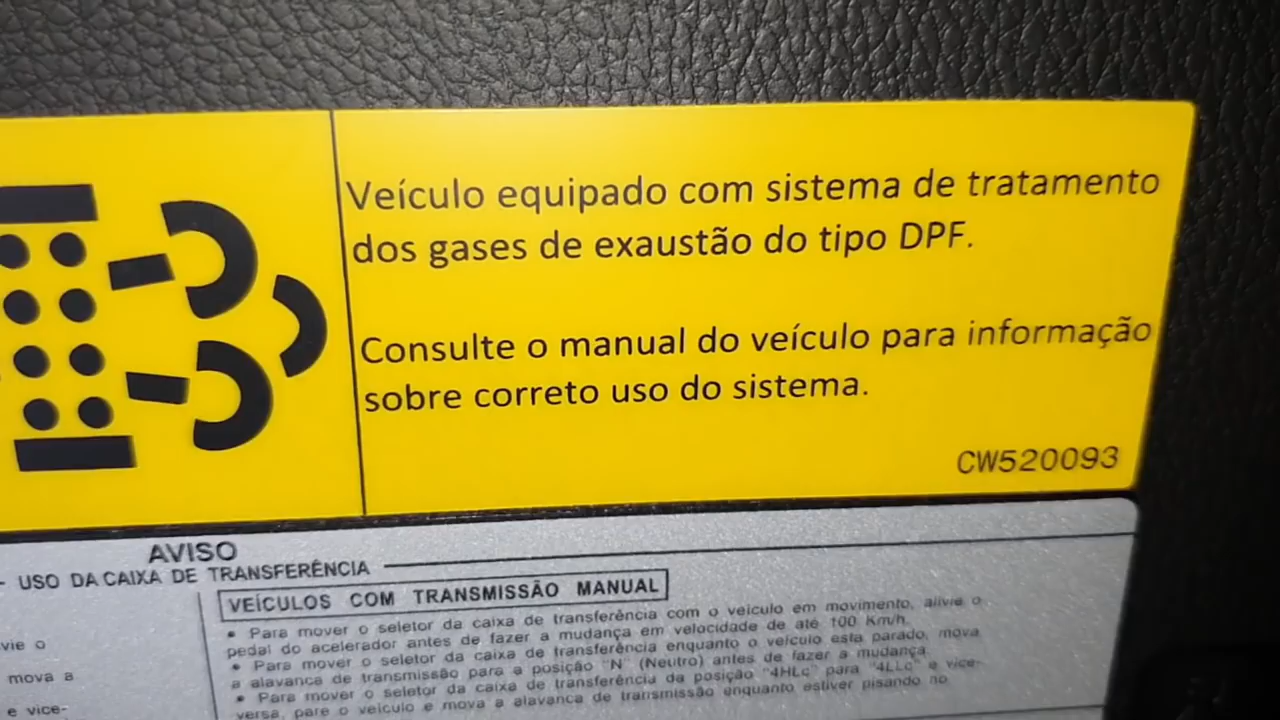 Veículo equipado com sistema de tratamento
dos gases de exaustão do tipo DPF.
Consulte o manual do veículo para informação
sobre correto uso do sistema.
CW520093
AVISO
USO DA CAIXA DE TRANSFERÊNCIA
VEÍCULOS COM TRANSMISSÃO MANUAL
• Para mover o seletor da caixa de transferência com o veículo em movimento, alivie o
pedal do acelerador antes de fazer a mudança em velocidade de até 100 Km/h.
• Para mover o seletor da caixa de transferência enquanto o veículo esta parado, mova
a alavanca de transmissão para a posição "N" (Neutro) antes de fazer a mudança.
• Para mover o seletor da caixa de transferência da posição "4HLc" para "4LLc" e vice-
versa, pare o veículo e mova a alavanca de transmissão enquanto estiver pisando no
vie o
mova a
e vice-